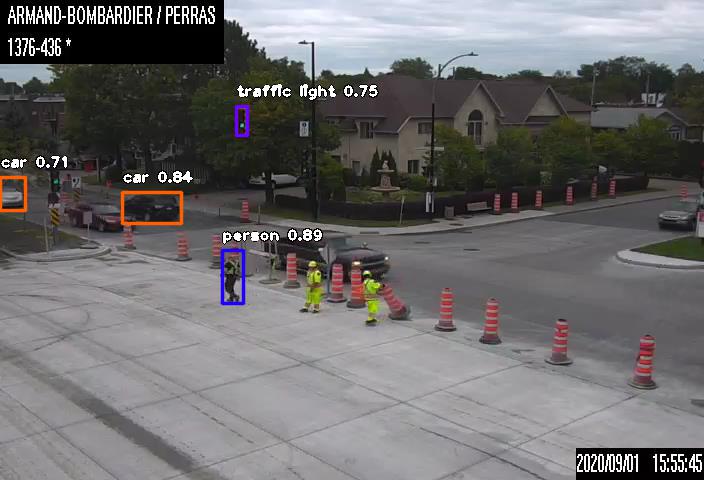 ARMAND-BOMBARDIER / PERRAS
1376-436 *
traffic light 0.75
car 0.71
car 0.84
person 0.89
2020/09/01 15:55:45